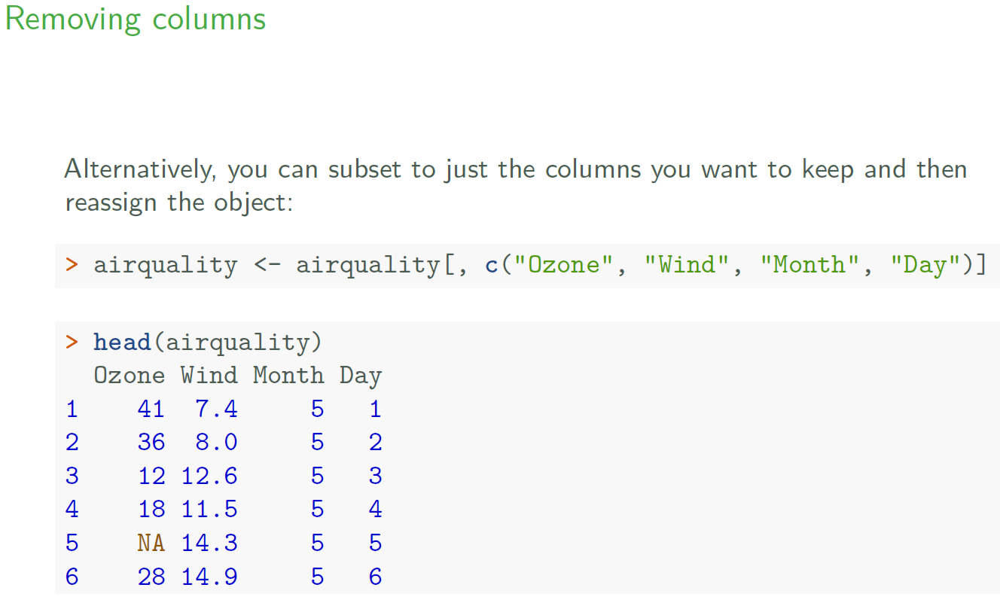 Removing columns
Alternatively, you can subset to just the columns you want to keep and then
reassign the object:
> airquality <- airquality[, c("Ozone", "Wind", "Month", "Day")]
> head(airquality)
  Ozone Wind Month Day
1    41  7.4     5   1
2    36  8.0     5   2
3    12 12.6     5   3
4    18 11.5     5   4
5    NA 14.3     5   5
6    28 14.9     5   6